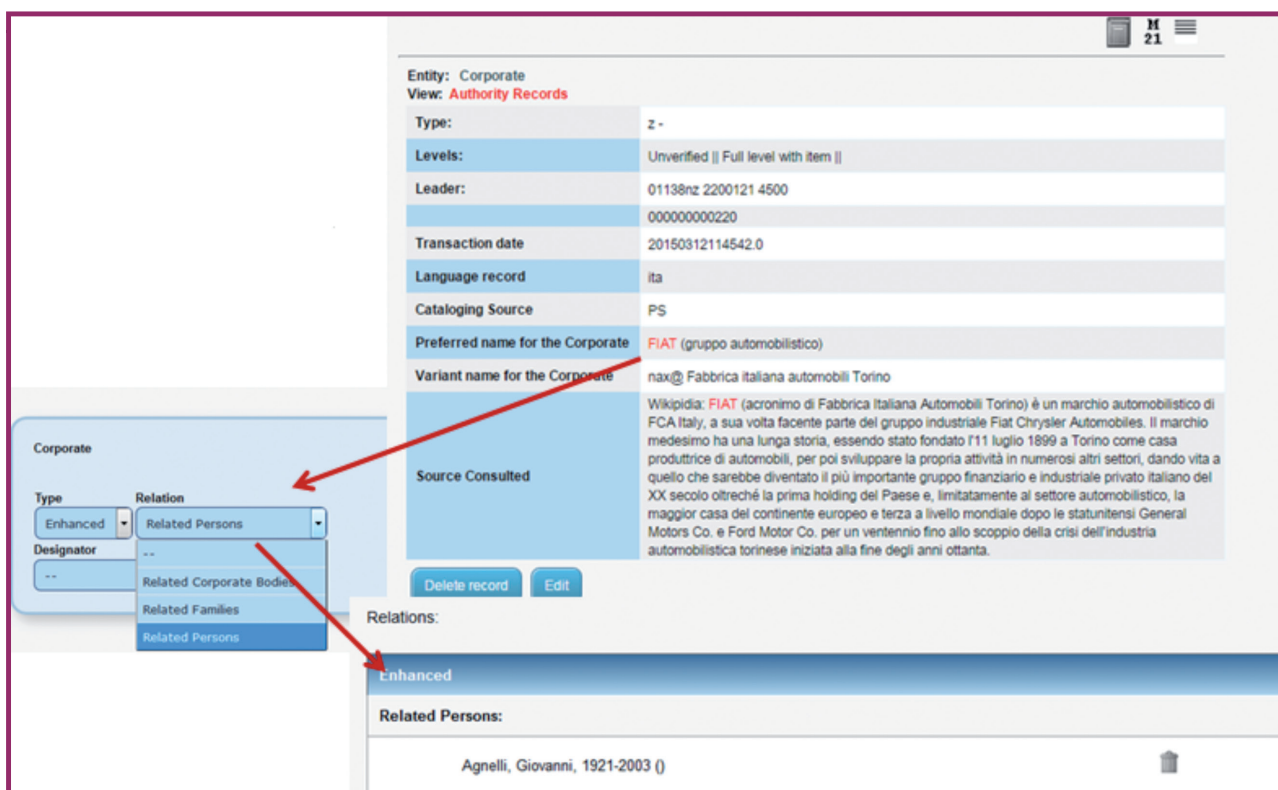 M
21
Entity: Corporate
View: Authority Records
Type: z -
Levels: Unverified || Full level with item ||
Leader: 01138nz 2200121 4500
000000000220
Transaction date 20150312114542.0
Language record ita
Cataloging Source PS
Preferred name for the Corporate FIAT (gruppo automobilistico)
Variant name for the Corporate nax@ Fabbrica italiana automobili Torino
Source Consulted
Wikipidia: FIAT (acronimo di Fabbrica Italiana Automobili Torino) è un marchio automobilistico di
FCA Italy, a sua volta facente parte del gruppo industriale Fiat Chrysler Automobiles. Il marchio
medesimo ha una lunga storia, essendo stato fondato l'11 luglio 1899 a Torino come casa
produttrice di automobili, per poi sviluppare la propria attività in numerosi altri settori, dando vita a
quello che sarebbe diventato il più importante gruppo finanziario e industriale privato italiano del
XX secolo oltreché la prima holding del Paese e, limitatamente al settore automobilistico, la
maggior casa del continente europeo e terza a livello mondiale dopo le statunitensi General
Motors Co. e Ford Motor Co. per un ventennio fino allo scoppio della crisi dell'industria
automobilistica torinese iniziata alla fine degli anni ottanta.
Delete record Edit
Corporate
Type Relation
Enhanced Related Persons
Designator
--
--
Related Corporate Bodies
Related Families
Related Persons
Relations:
Enhanced
Related Persons:
Agnelli, Giovanni, 1921-2003 ()